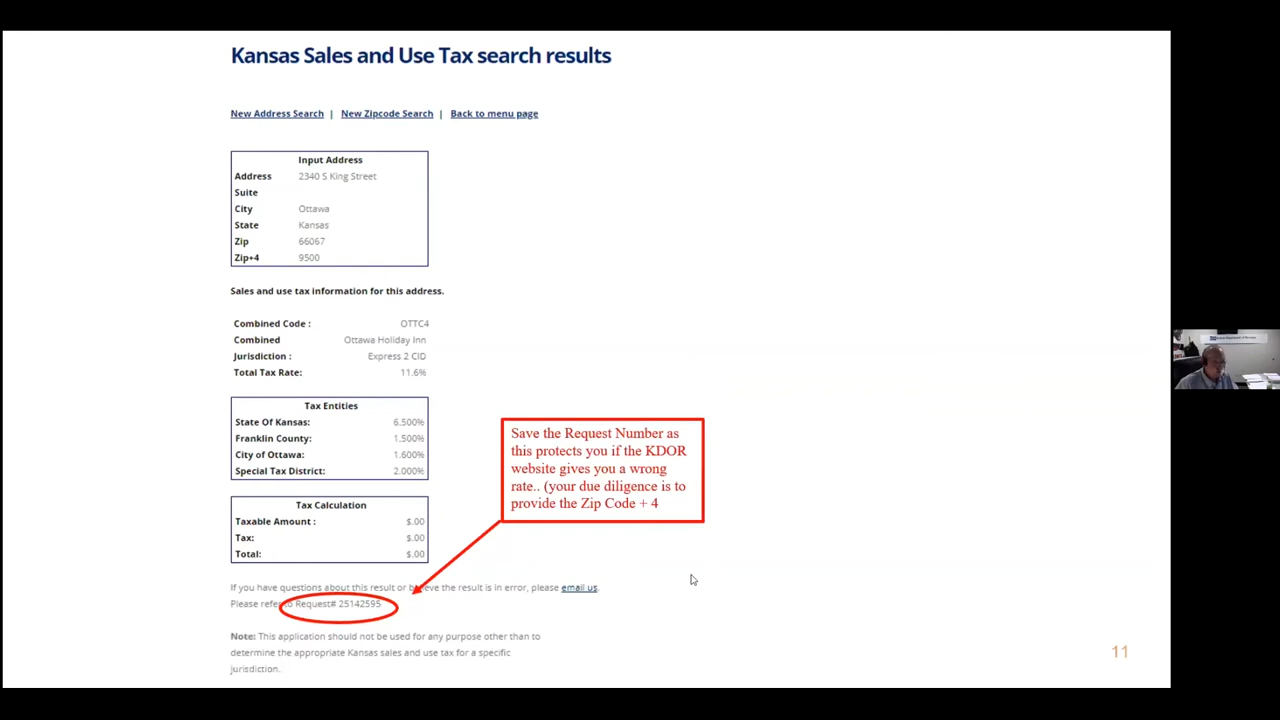 Kansas Sales and Use Tax search results
New Address Search | New Zipcode Search | Back to menu page
Input Address
Address 2340 S King Street
Suite
City Ottawa
State Kansas
Zip 66067
Zip+4 9500
Sales and use tax information for this address.
Combined Code : OTTC4
Combined Ottawa Holiday Inn
Jurisdiction : Express 2 CID
Total Tax Rate: 11.6%
Tax Entities
State Of Kansas: 6.500%
Franklin County: 1.500%
City of Ottawa: 1.600%
Special Tax District: 2.000%
Tax Calculation
Taxable Amount : $.00
Tax: $.00
Total: $.00
Save the Request Number as
this protects you if the KDOR
website gives you a wrong
rate.. (your due diligence is to
provide the Zip Code + 4
If you have questions about this result or believe the result is in error, please email us.
Please refer to Request# 25142595
Note: This application should not be used for any purpose other than to
determine the appropriate Kansas sales and use tax for a specific
jurisdiction.
11